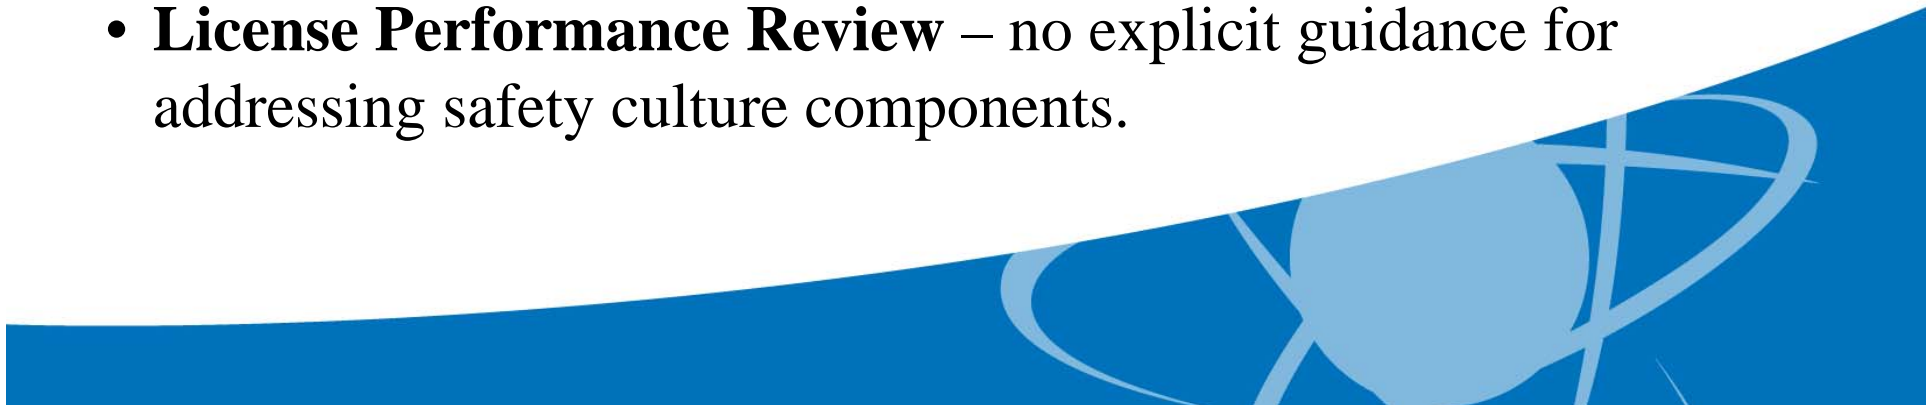 • License Performance Review – no explicit guidance for
addressing safety culture components.